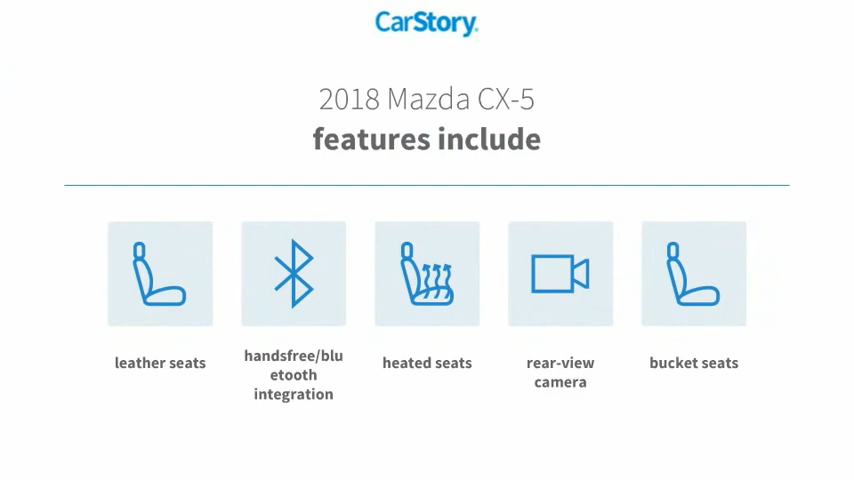 CarStory.
2018 Mazda CX-5
features include
leather seats
handsfree/blu
etooth
integration
heated seats
rear-view
camera
bucket seats